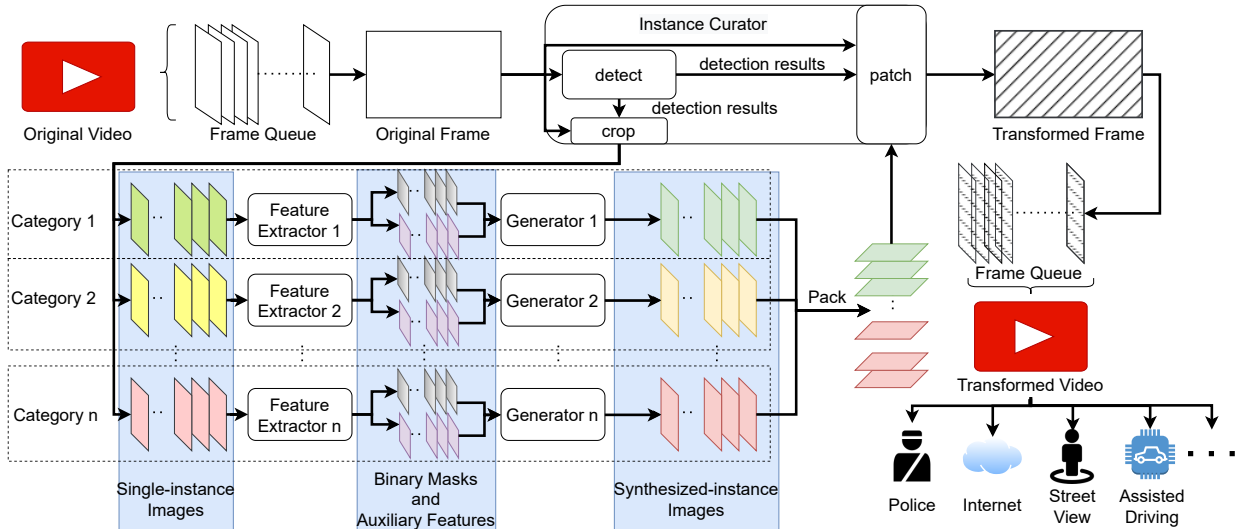 Instance Curator
detect
detection results
patch
detection results
crop
Original Video
Frame Queue
Original Frame
Transformed Frame
Category 1
Feature
Extractor 1
Generator 1
Category 2
Feature
Extractor 2
Generator 2
Category n
Feature
Extractor n
Generator n
Pack
Frame Queue
Transformed Video
Single-instance
Images
Binary Masks
and
Auxiliary Features
Synthesized-instance
Images
Police
Internet
Street
View
Assisted
Driving